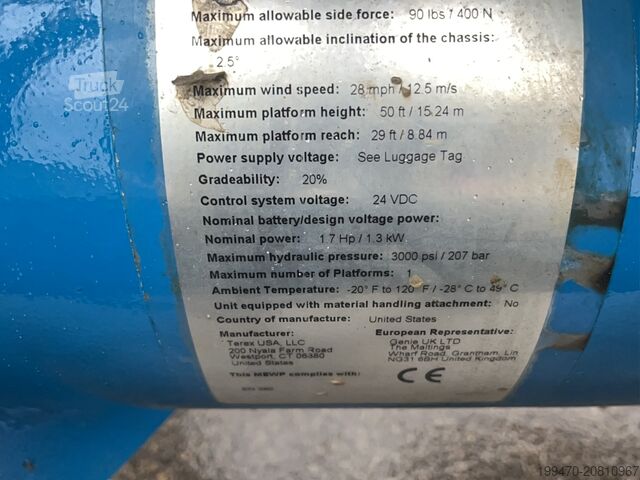 Maximum allowable side force: 90 lbs / 400 N
Maximum allowable inclination of the chassis:
2.5°
Truck
Scout24
Maximum wind speed: 28 mph / 12.5 m/s
Maximum platform height: 50 ft / 15.24 m
Maximum platform reach: 29 ft / 8.84 m
Power supply voltage: See Luggage Tag
Gradeability: 20%
Control system voltage: 24 VDC
Nominal battery/design voltage power:
Nominal power: 1.7 Hp / 1.3 kW
Maximum hydraulic pressure: 3000 psi / 207 bar
Maximum number of Platforms: 1
Ambient Temperature: -20° F to 120° F / -28° C to 49° C
Unit equipped with material handling attachment: No
Country of manufacture: United States
Manufacturer:
Terex USA, LLC
200 Nyala Farm Road
Westport, CT 06880
United States
European Representative:
Genie UK LTD
The Maltings
Wharf Road, Grantham, Lin
NG31 6BH United Kingdom
This MEWP complies with:
CE
199470-20810967